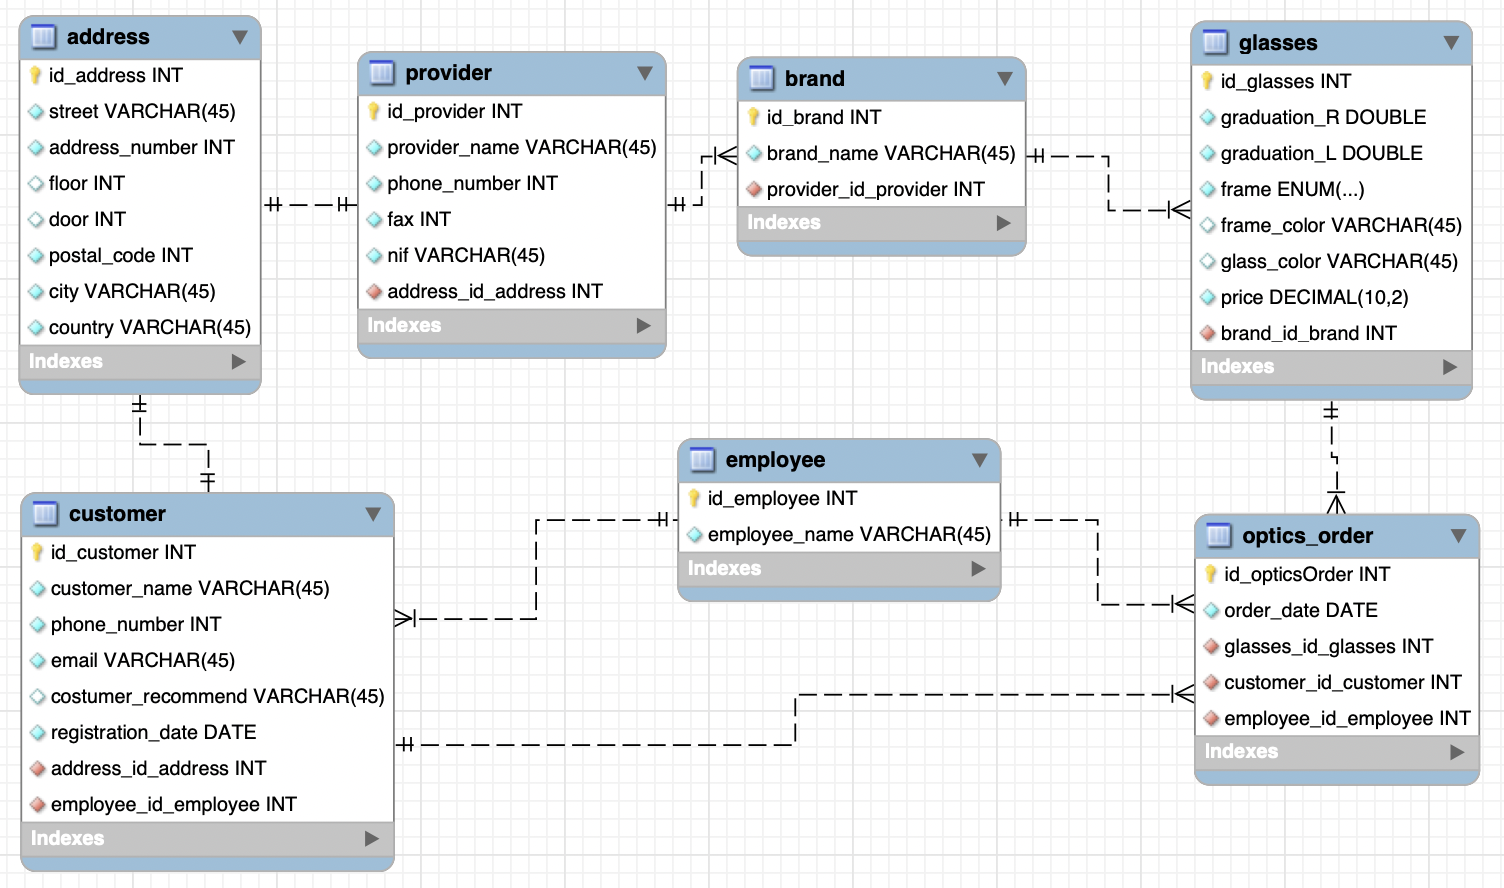 address
id_address INT
street VARCHAR(45)
address_number INT
floor INT
door INT
postal_code INT
city VARCHAR(45)
country VARCHAR(45)
Indexes
provider
id_provider INT
provider_name VARCHAR(45)
phone_number INT
fax INT
nif VARCHAR(45)
address_id_address INT
Indexes
brand
id_brand INT
brand_name VARCHAR(45)
provider_id_provider INT
Indexes
glasses
id_glasses INT
graduation_R DOUBLE
graduation_L DOUBLE
frame ENUM(...)
frame_color VARCHAR(45)
glass_color VARCHAR(45)
price DECIMAL(10,2)
brand_id_brand INT
Indexes
customer
id_customer INT
customer_name VARCHAR(45)
phone_number INT
email VARCHAR(45)
costumer_recommend VARCHAR(45)
registration_date DATE
address_id_address INT
employee_id_employee INT
Indexes
employee
id_employee INT
employee_name VARCHAR(45)
Indexes
optics_order
id_opticsOrder INT
order_date DATE
glasses_id_glasses INT
customer_id_customer INT
employee_id_employee INT
Indexes